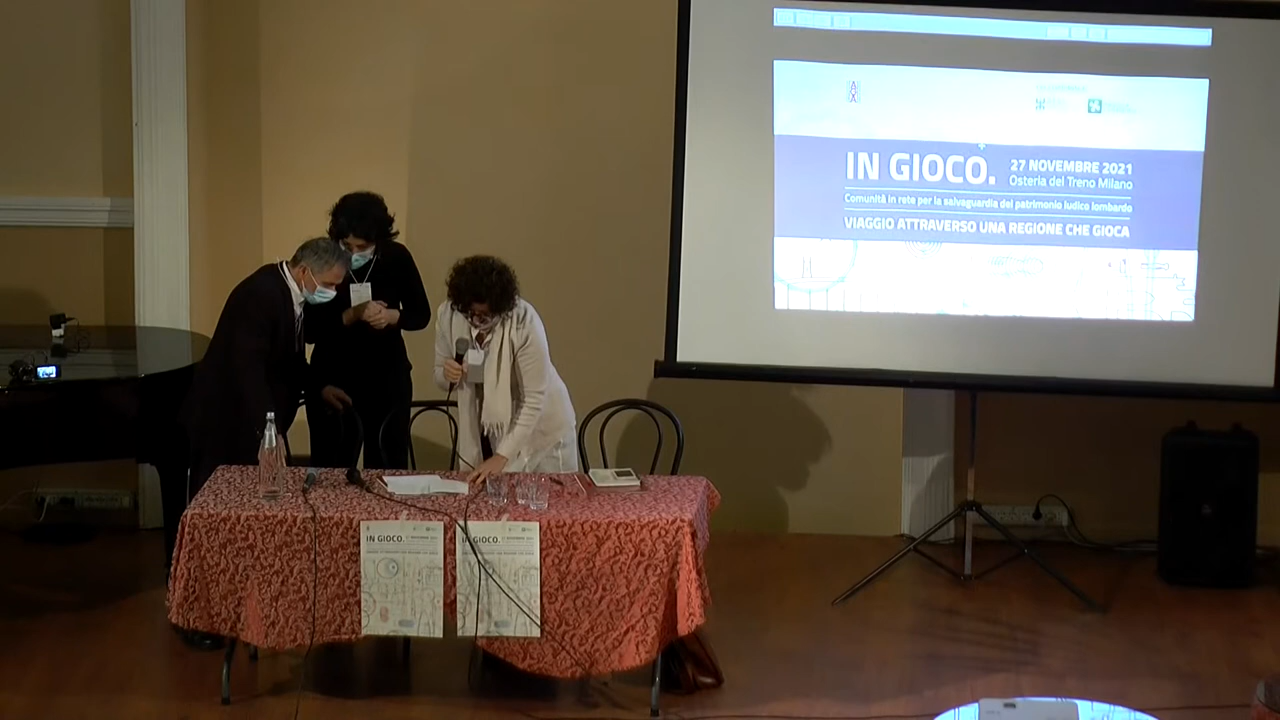 IN GIOCO.
27 NOVEMBRE 2021
Osteria del Treno Milano
Comunità in rete per la salvaguardia del patrimonio ludico lombardo
VIAGGIO ATTRAVERSO UNA REGIONE CHE GIOCA
IN GIOCO.
IN GIOCO.